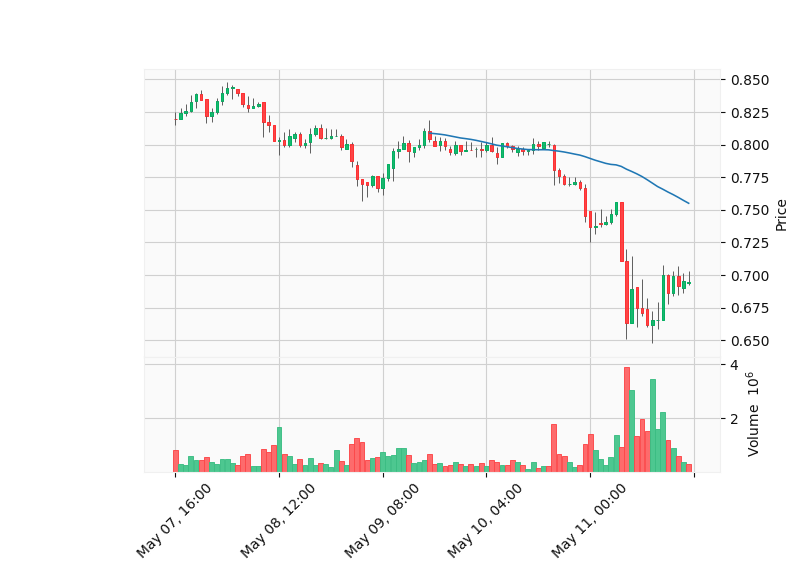 0.850
0.825
0.800
0.775
0.750
0.725
0.700
0.675
0.650
Price
4
2
Volume 10^6
May 07, 16:00
May 08, 12:00
May 09, 08:00
May 10, 04:00
May 11, 00:00